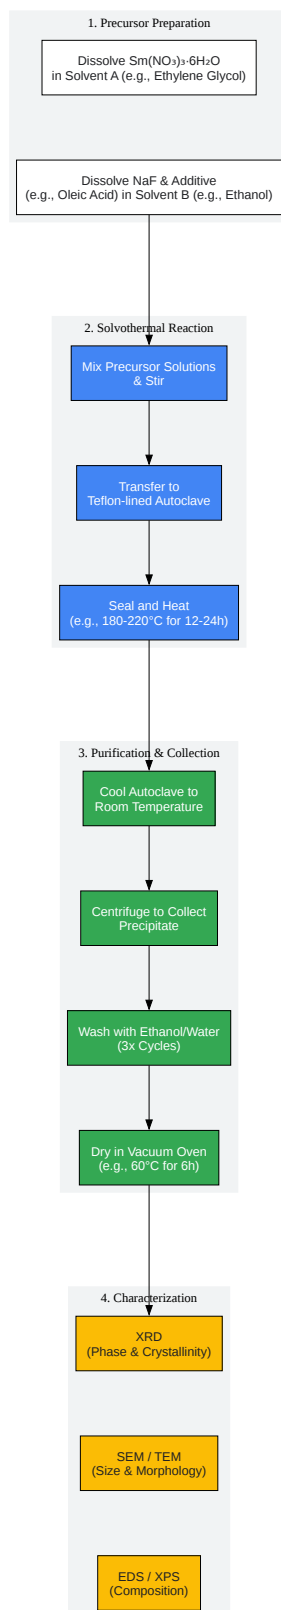 1. Precursor Preparation
Dissolve Sm(NO₃)₃·6H₂O
in Solvent A (e.g., Ethylene Glycol)
Dissolve NaF & Additive
(e.g., Oleic Acid) in Solvent B (e.g., Ethanol)
2. Solvothermal Reaction
Mix Precursor Solutions
& Stir
Transfer to
Teflon-lined Autoclave
Seal and Heat
(e.g., 180-220°C for 12-24h)
3. Purification & Collection
Cool Autoclave to
Room Temperature
Centrifuge to Collect
Precipitate
Wash with Ethanol/Water
(3x Cycles)
Dry in Vacuum Oven
(e.g., 60°C for 6h)
4. Characterization
XRD
(Phase & Crystallinity)
SEM / TEM
(Size & Morphology)
EDS / XPS
(Composition)